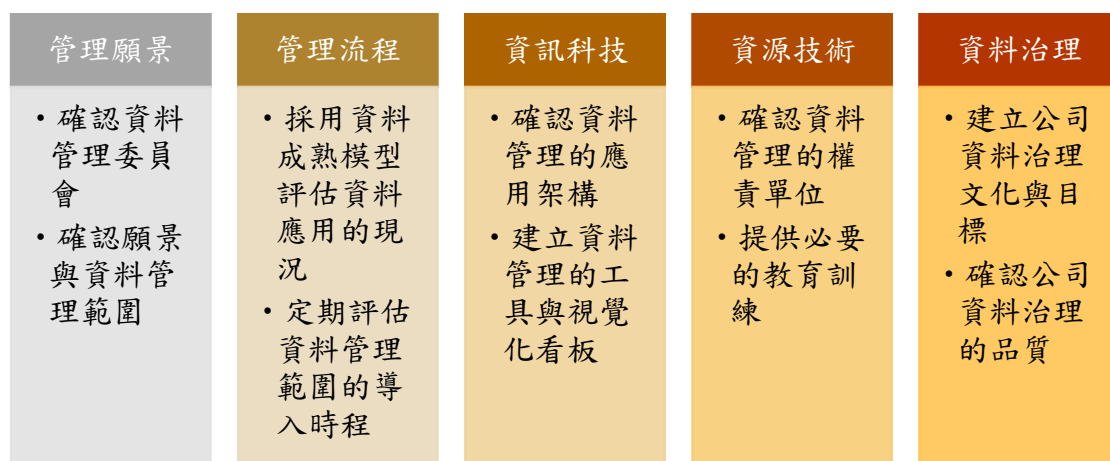 管理願景
• 確認資料
管理委員
會
• 確認願景
與資料管
理範圍
管理流程
• 採用資料
成熟模型
評估資料
應用的現
況
• 定期評估
資料管理
範圍的導
入時程
資訊科技
• 確認資料
管理的應
用架構
• 建立資料
管理的工
具與視覺
化看板
資源技術
• 確認資料
管理的權
責單位
• 提供必要
的教育訓
練
資料治理
• 建立公司
資料治理
文化與目
標
• 確認公司
資料治理
的品質